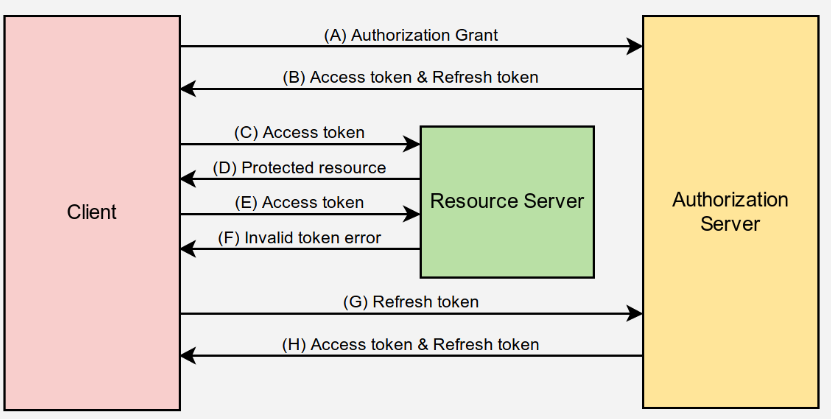 (A) Authorization Grant
(B) Access token & Refresh token
(C) Access token
(D) Protected resource
(E) Access token
(F) Invalid token error
(G) Refresh token
(H) Access token & Refresh token
Client
Resource Server
Authorization
Server